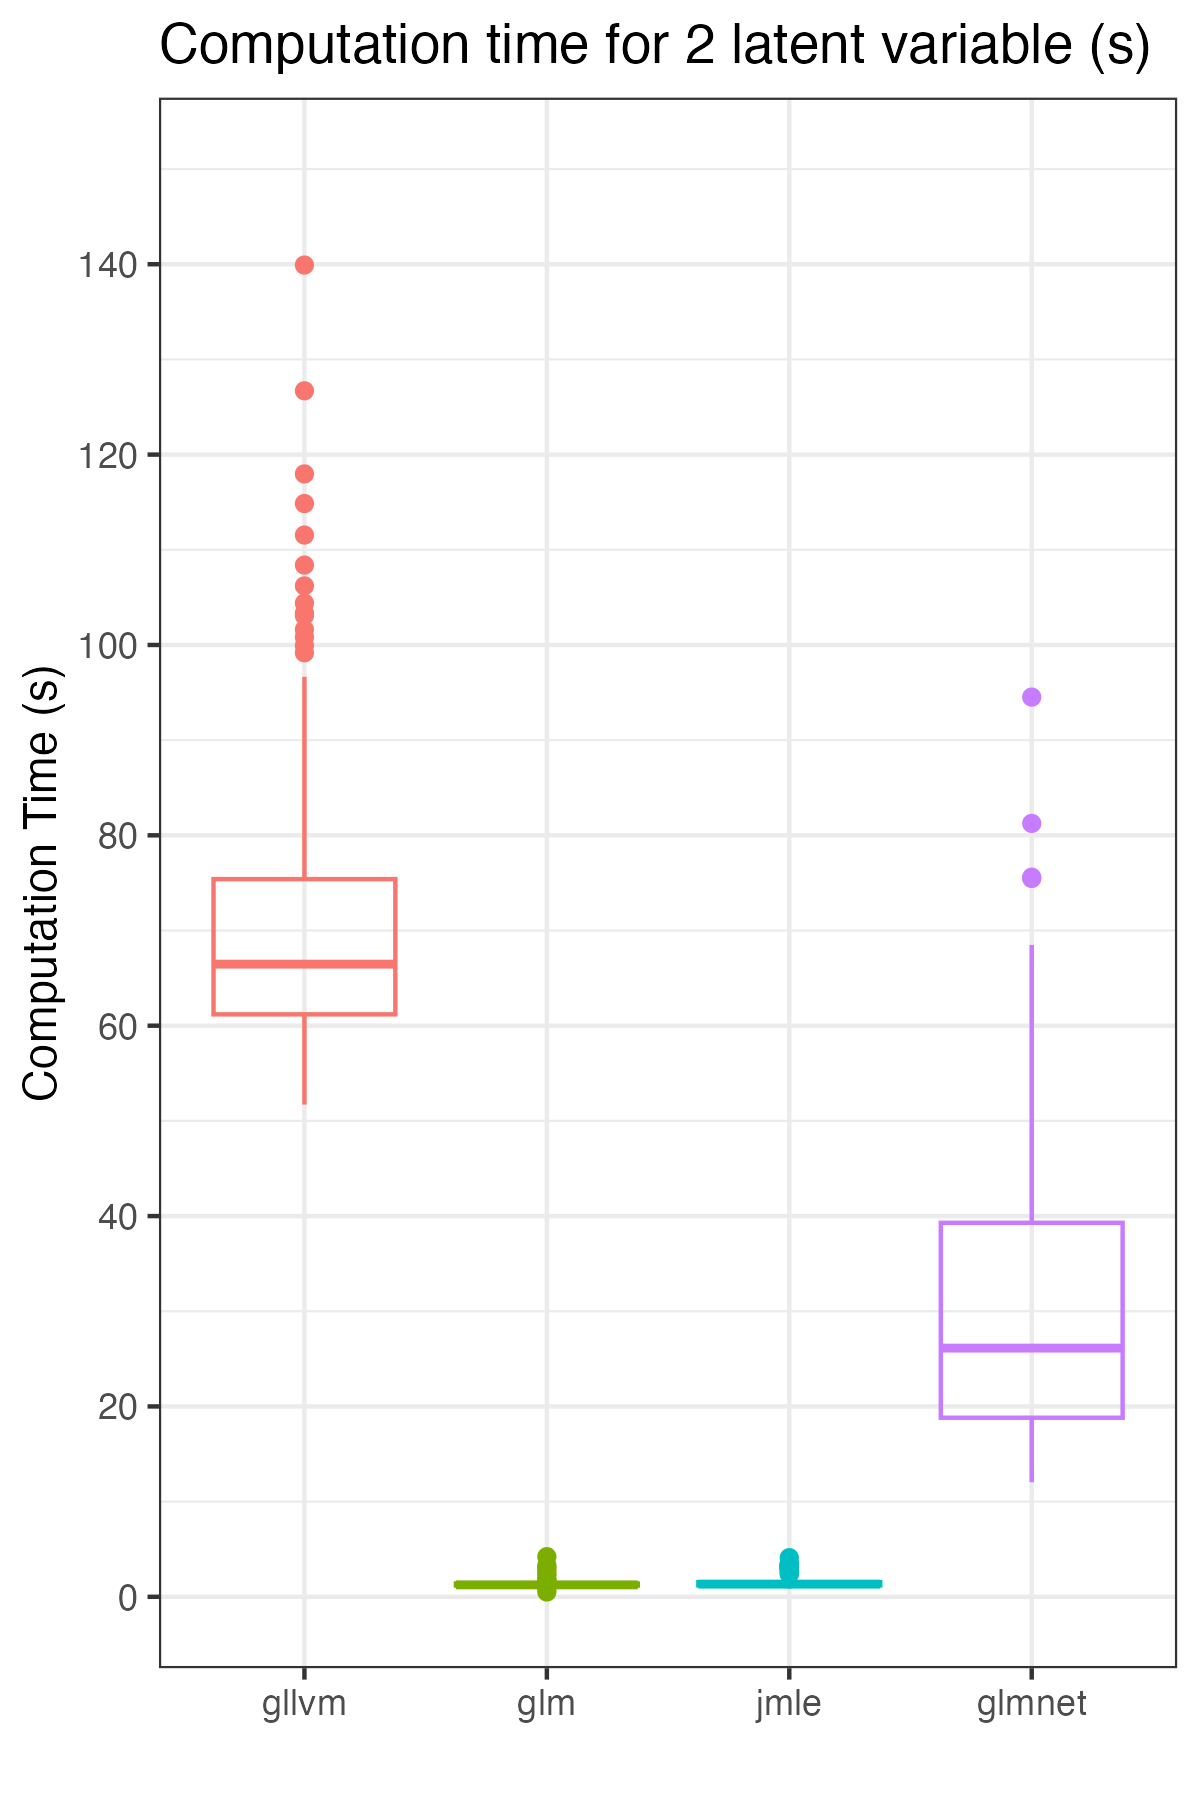 Computation time for 2 latent variable (s)
Computation Time (s)
140
120
100
80
60
40
20
0
gllvm glm jmle glmnet